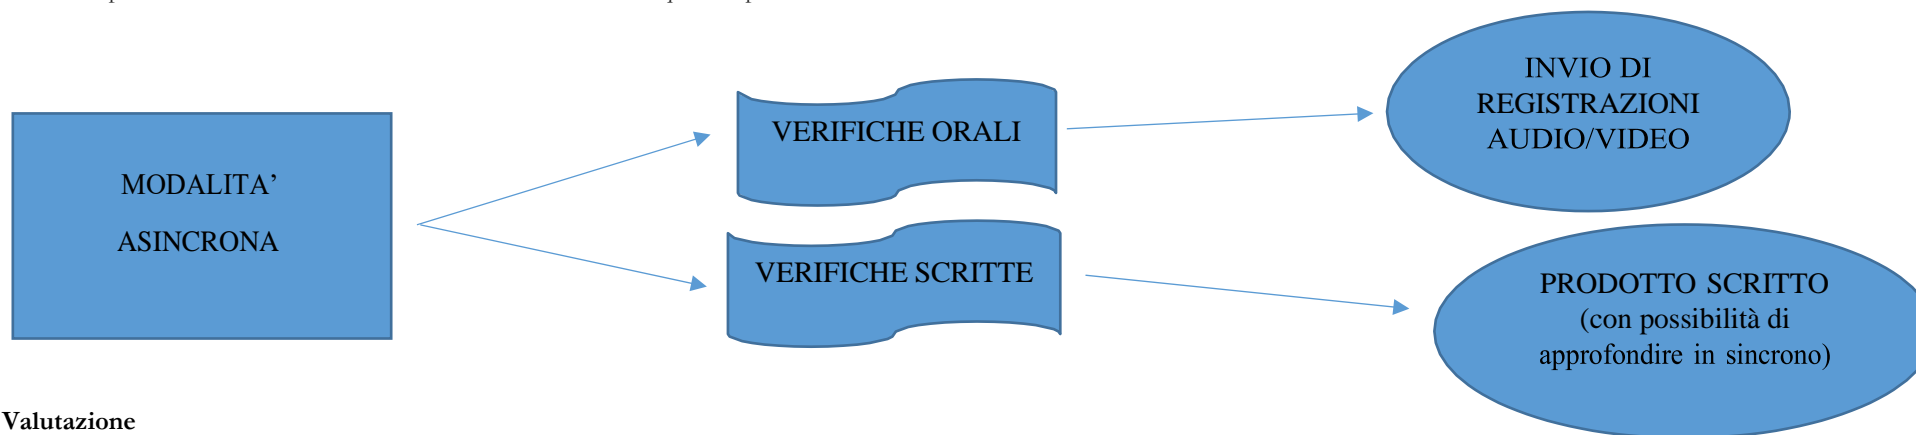 MODALITA’
ASINCRONA
VERIFICHE ORALI
INVIO DI
REGISTRAZIONI
AUDIO/VIDEO
VERIFICHE SCRITTE
PRODOTTO SCRITTO
(con possibilità di
approfondire in sincrono)
Valutazione